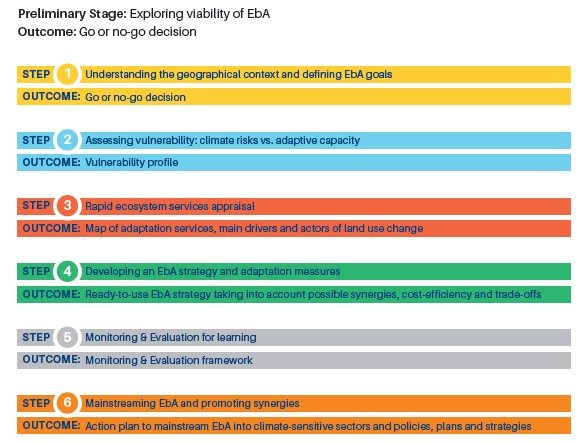 Preliminary Stage: Exploring viability of EbA
Outcome: Go or no-go decision
STEP 1 Understanding the geographical context and defining EbA goals
OUTCOME: Go or no-go decision
STEP 2 Assessing vulnerability: climate risks vs. adaptive capacity
OUTCOME: Vulnerability profile
STEP 3 Rapid ecosystem services appraisal
OUTCOME: Map of adaptation services, main drivers and actors of land use change
STEP 4 Developing an EbA strategy and adaptation measures
OUTCOME: Ready-to-use EbA strategy taking into account possible synergies, cost-efficiency and trade-offs
STEP 5 Monitoring & Evaluation for learning
OUTCOME: Monitoring & Evaluation framework
STEP 6 Mainstreaming EbA and promoting synergies
OUTCOME: Action plan to mainstream EbA into climate-sensitive sectors and policies, plans and strategies